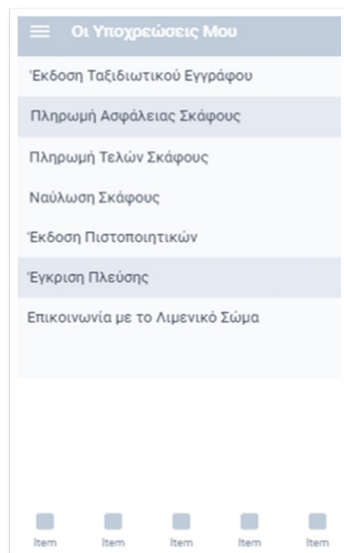 Οι Υποχρεώσεις Μου
Έκδοση Ταξιδιωτικού Εγγράφου
Πληρωμή Ασφάλειας Σκάφους
Πληρωμή Τελών Σκάφους
Ναύλωση Σκάφους
Έκδοση Πιστοποιητικών
Έγκριση Πλεύσης
Επικοινωνία με το Λιμενικό Σώμα
Item Item Item Item Item